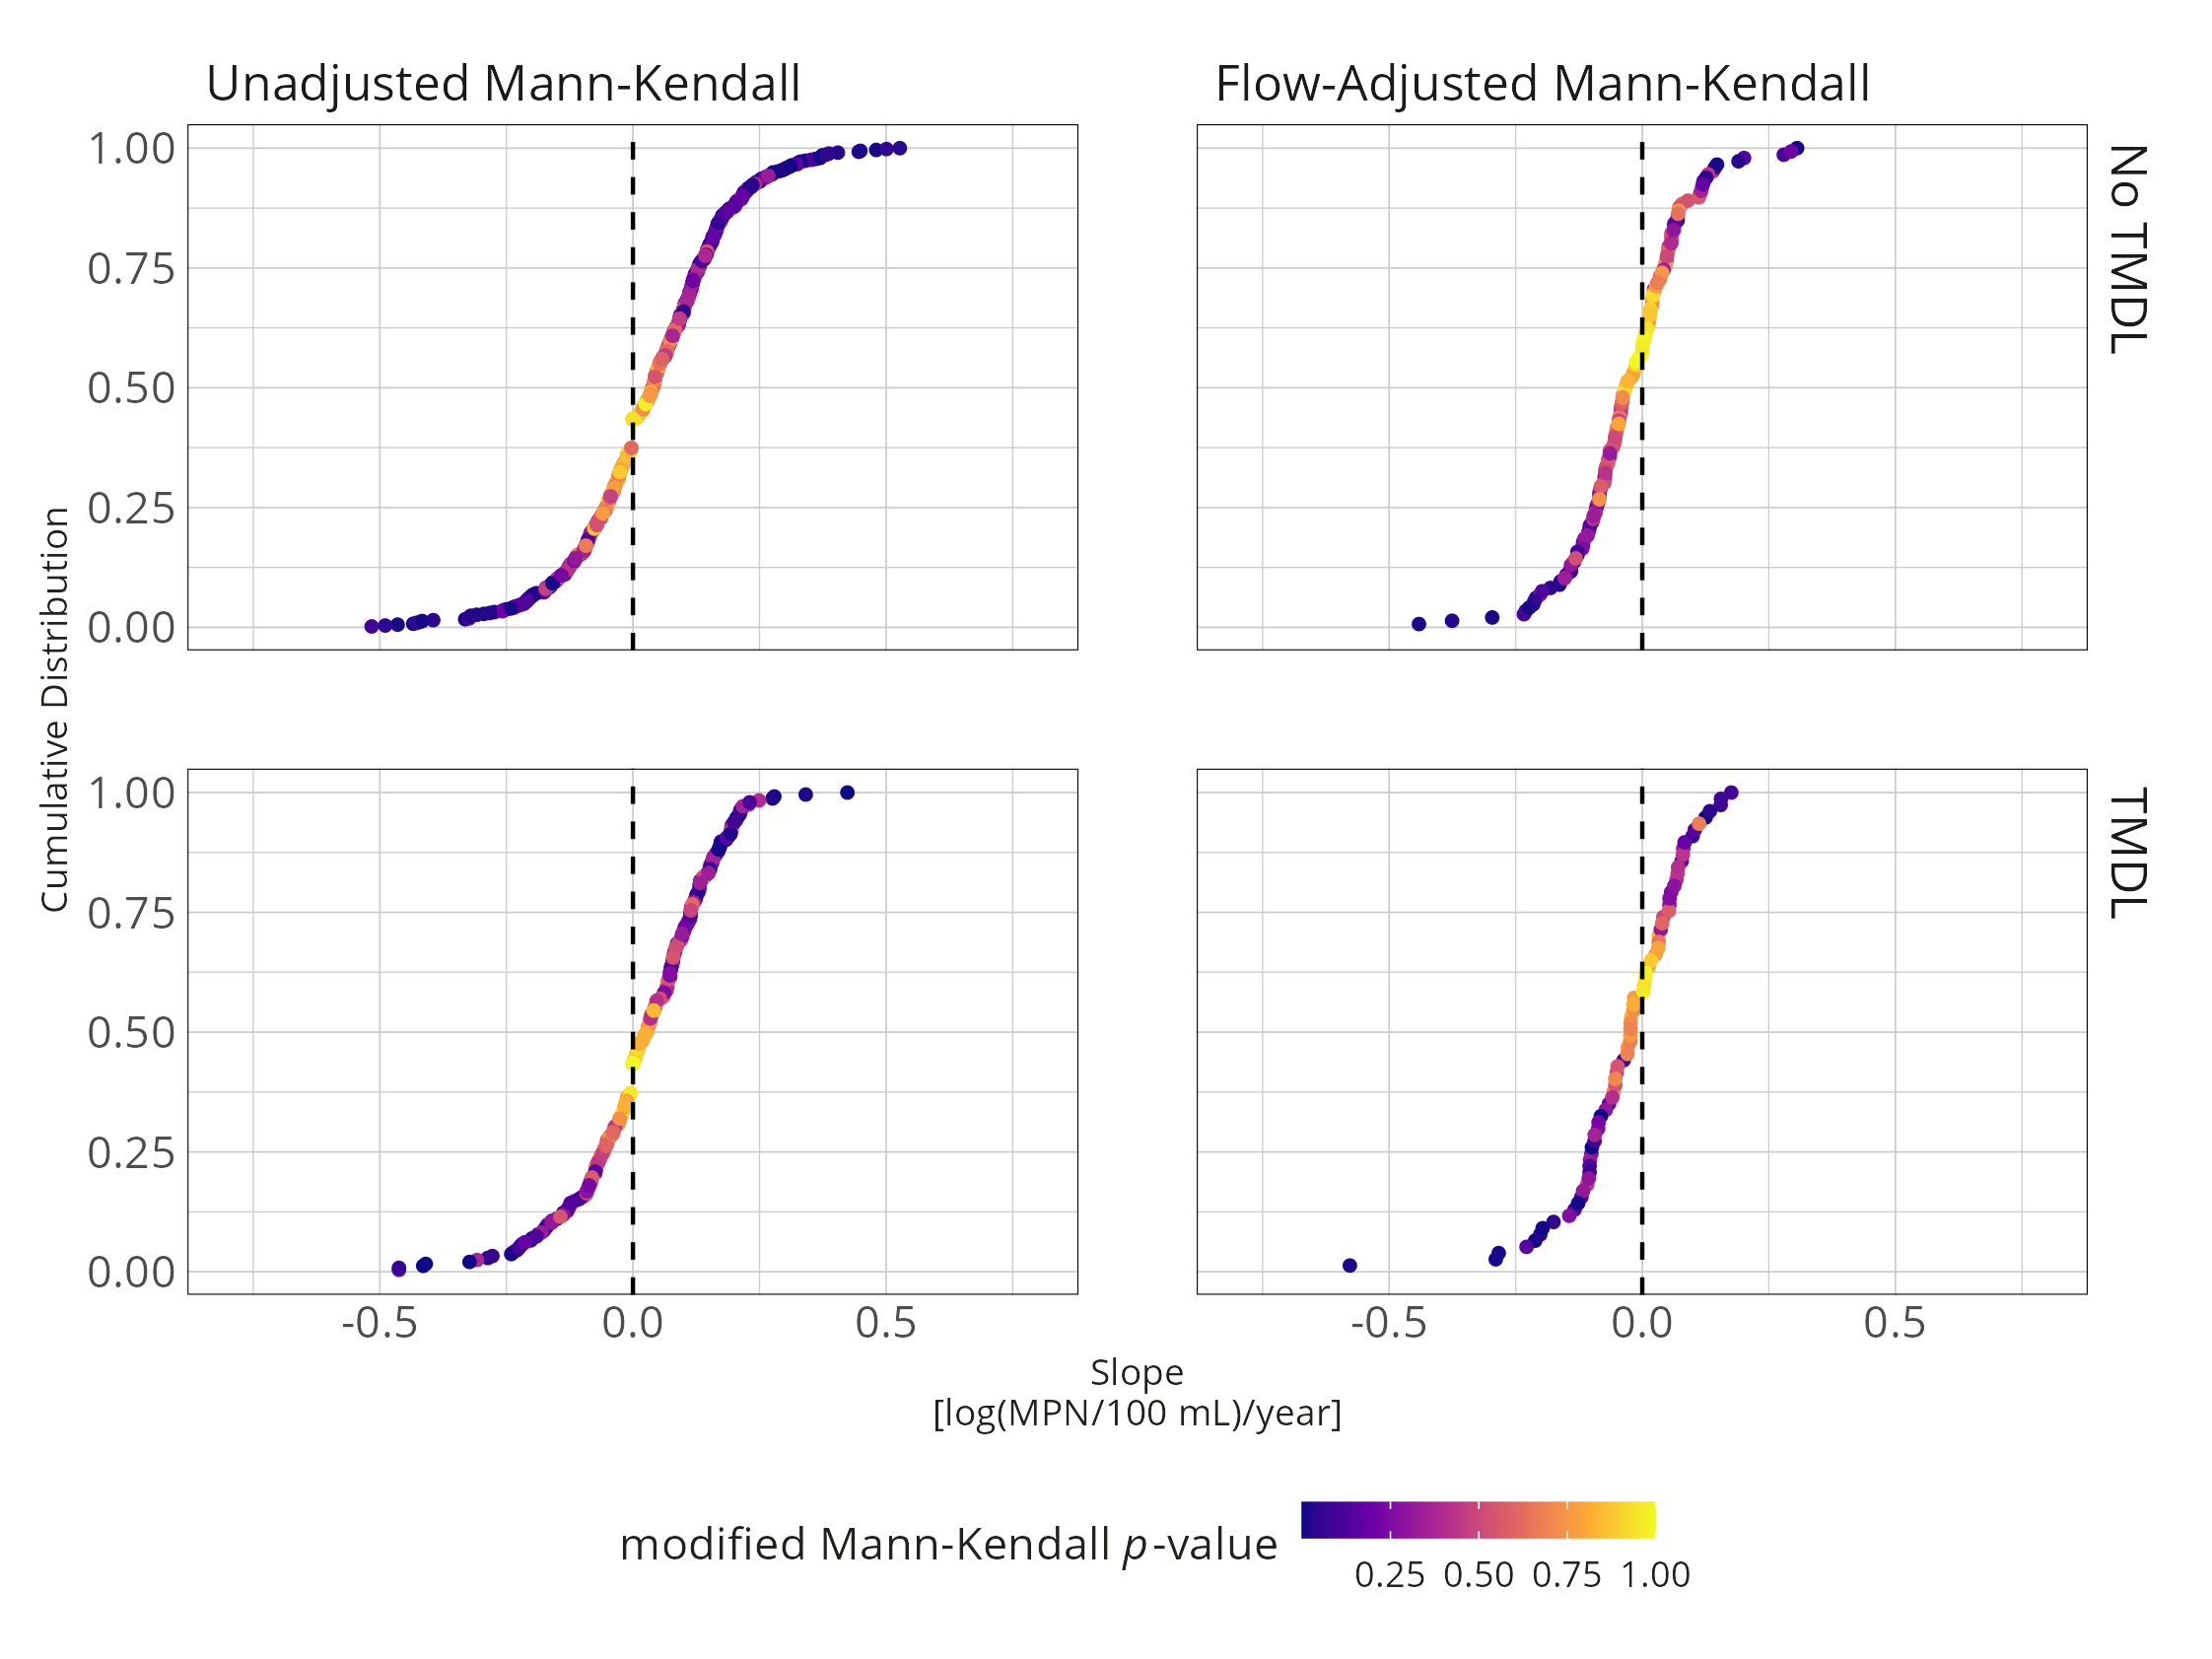 Unadjusted Mann-Kendall
Flow-Adjusted Mann-Kendall
1.00
0.75
0.50
0.25
0.00
No TMDL
Cumulative Distribution
1.00
0.75
0.50
0.25
0.00
TMDL
-0.5 0.0 0.5
-0.5 0.0 0.5
Slope
[log(MPN/100 mL)/year]
modified Mann-Kendall p-value
0.25 0.50 0.75 1.00